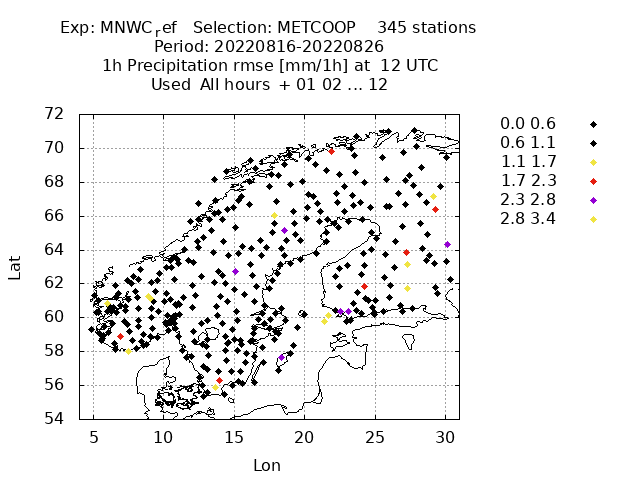 Exp: MNWC_ref   Selection: METCOOP    345 stations
Period: 20220816-20220826
1h Precipitation rmse [mm/1h] at  12 UTC
Used  All hours  + 01 02 ... 12
72
70
68
66
64
62
60
58
56
54
Lat
5 10 15 20 25 30
Lon
0.0 0.6
0.6 1.1
1.1 1.7
1.7 2.3
2.3 2.8
2.8 3.4